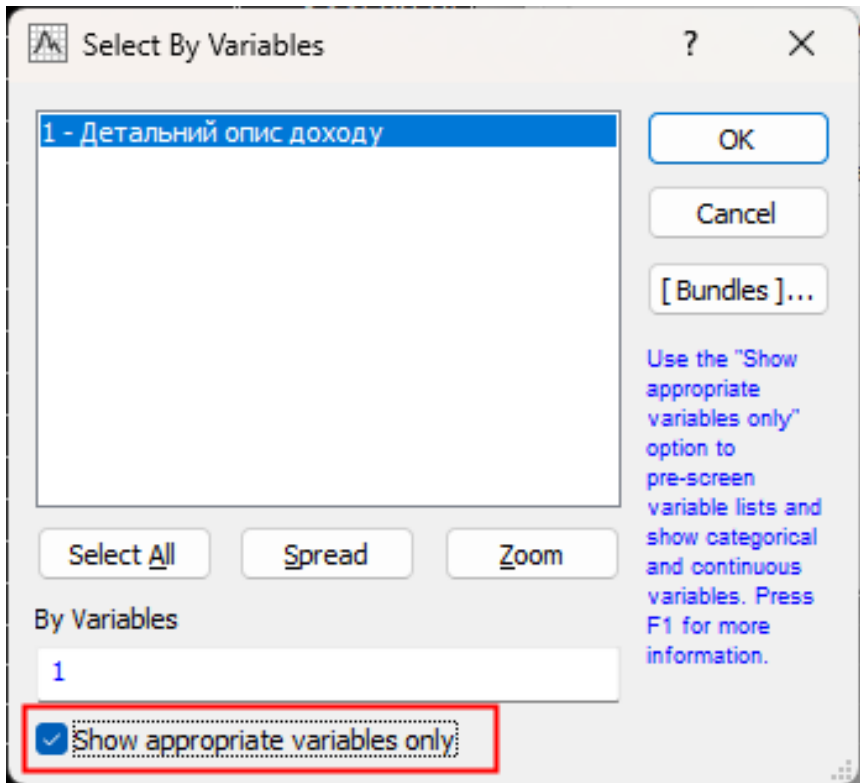 Select By Variables
?
1 - Детальний опис доходу
OK
Cancel
[ Bundles ]...
Use the "Show
appropriate
variables only"
option to
pre-screen
variable lists and
show categorical
and continuous
variables. Press
F1 for more
information.
Select All
Spread
Zoom
By Variables
1
Show appropriate variables only